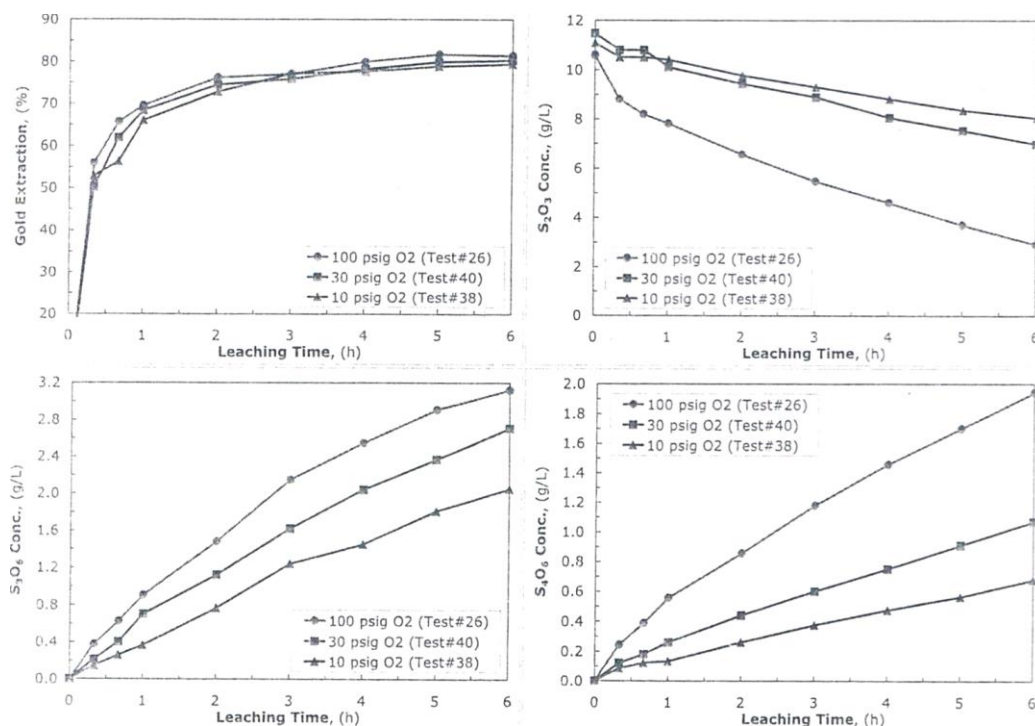 90
80
70
60
50
40
30
20
Gold Extraction, (%)
100 psig O2 (Test#26)
30 psig O2 (Test#40)
10 psig O2 (Test#38)
0 1 2 3 4 5 6
Leaching Time, (h)
12
10
8
6
4
2
0
S2O3 Conc., (g/L)
100 psig O2 (Test#26)
30 psig O2 (Test#40)
10 psig O2 (Test#38)
0 1 2 3 4 5 6
Leaching Time, (h)
3.2
2.8
2.4
2.0
1.6
1.2
0.8
0.4
0.0
S3O6 Conc., (g/L)
100 psig O2 (Test#26)
30 psig O2 (Test#40)
10 psig O2 (Test#38)
0 1 2 3 4 5 6
Leaching Time, (h)
2.0
1.8
1.6
1.4
1.2
1.0
0.8
0.6
0.4
0.2
0.0
S4O6 Conc., (g/L)
100 psig O2 (Test#26)
30 psig O2 (Test#40)
10 psig O2 (Test#38)
0 1 2 3 4 5 6
Leaching Time, (h)